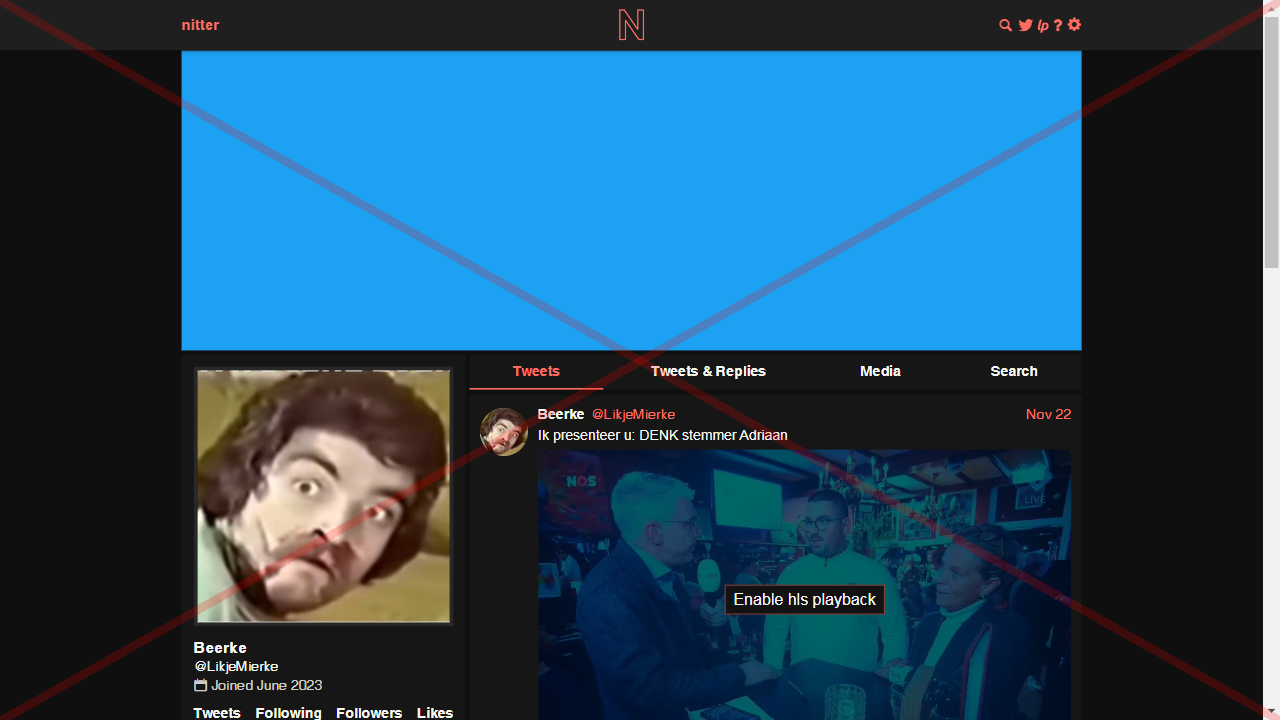 nitter
N
lp ?
Tweets Tweets & Replies Media Search
Beerke @LikjeMierke Nov 22
Ik presenteer u: DENK stemmer Adriaan
NOS
LIVE
Enable hls playback
Beerke
@LikjeMierke
Joined June 2023
Tweets Following Followers Likes